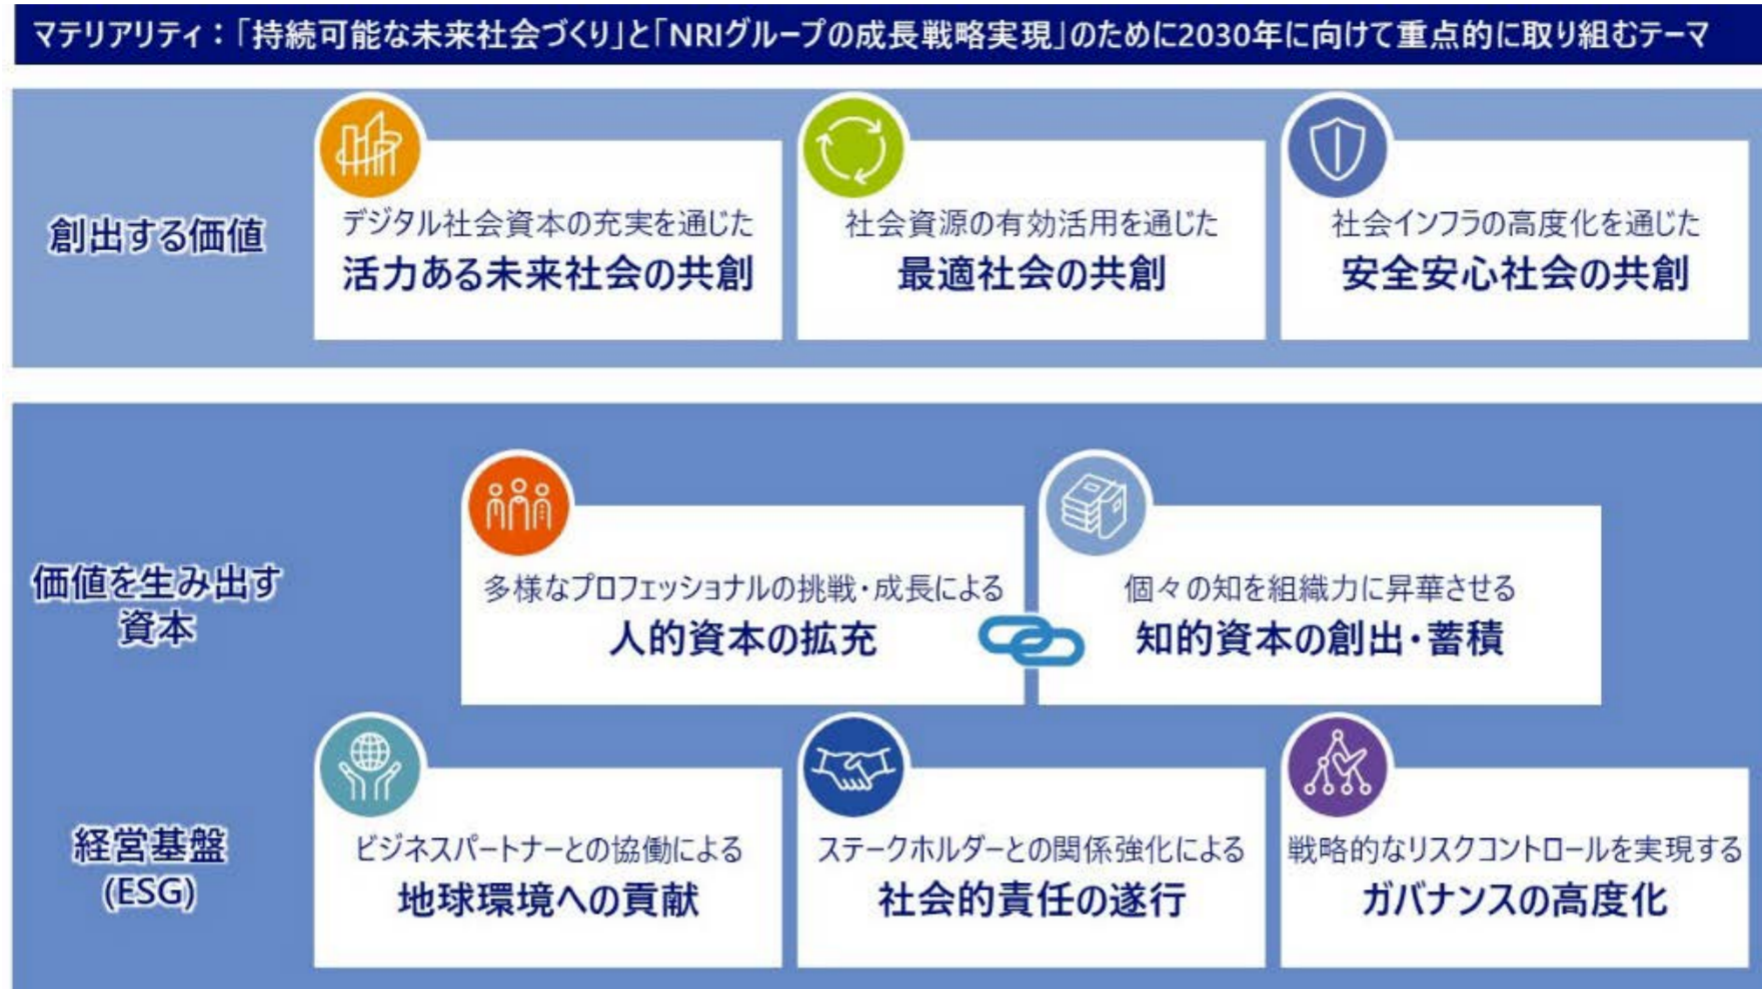 マテリアリティ：「持続可能な未来社会づくり」と「NRIグループの成長戦略実現」のために2030年に向けて重点的に取り組むテーマ
創出する価値
デジタル社会資本の充実を通じた
活力ある未来社会の共創
社会資源の有効活用を通じた
最適社会の共創
社会インフラの高度化を通じた
安全安心社会の共創
価値を生み出す
資本
多様なプロフェッショナルの挑戦・成長による
人的資本の拡充
個々の知を組織力に昇華させる
知的資本の創出・蓄積
経営基盤
(ESG)
ビジネスパートナーとの協働による
地球環境への貢献
ステークホルダーとの関係強化による
社会的責任の遂行
戦略的なリスクコントロールを実現する
ガバナンスの高度化